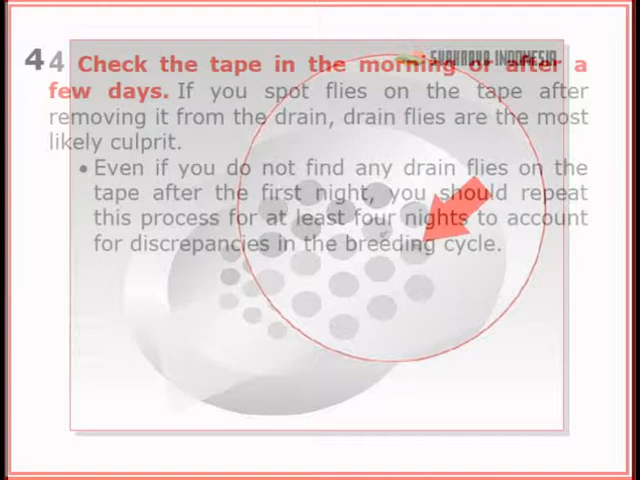 4 4 Check the tape in the morning or after a
few days. If you spot flies on the tape after
removing it from the drain, drain flies are the most
likely culprit.
• Even if you do not find any drain flies on the
tape after the first night, you should repeat
this process for at least four nights to account
for discrepancies in the breeding cycle.